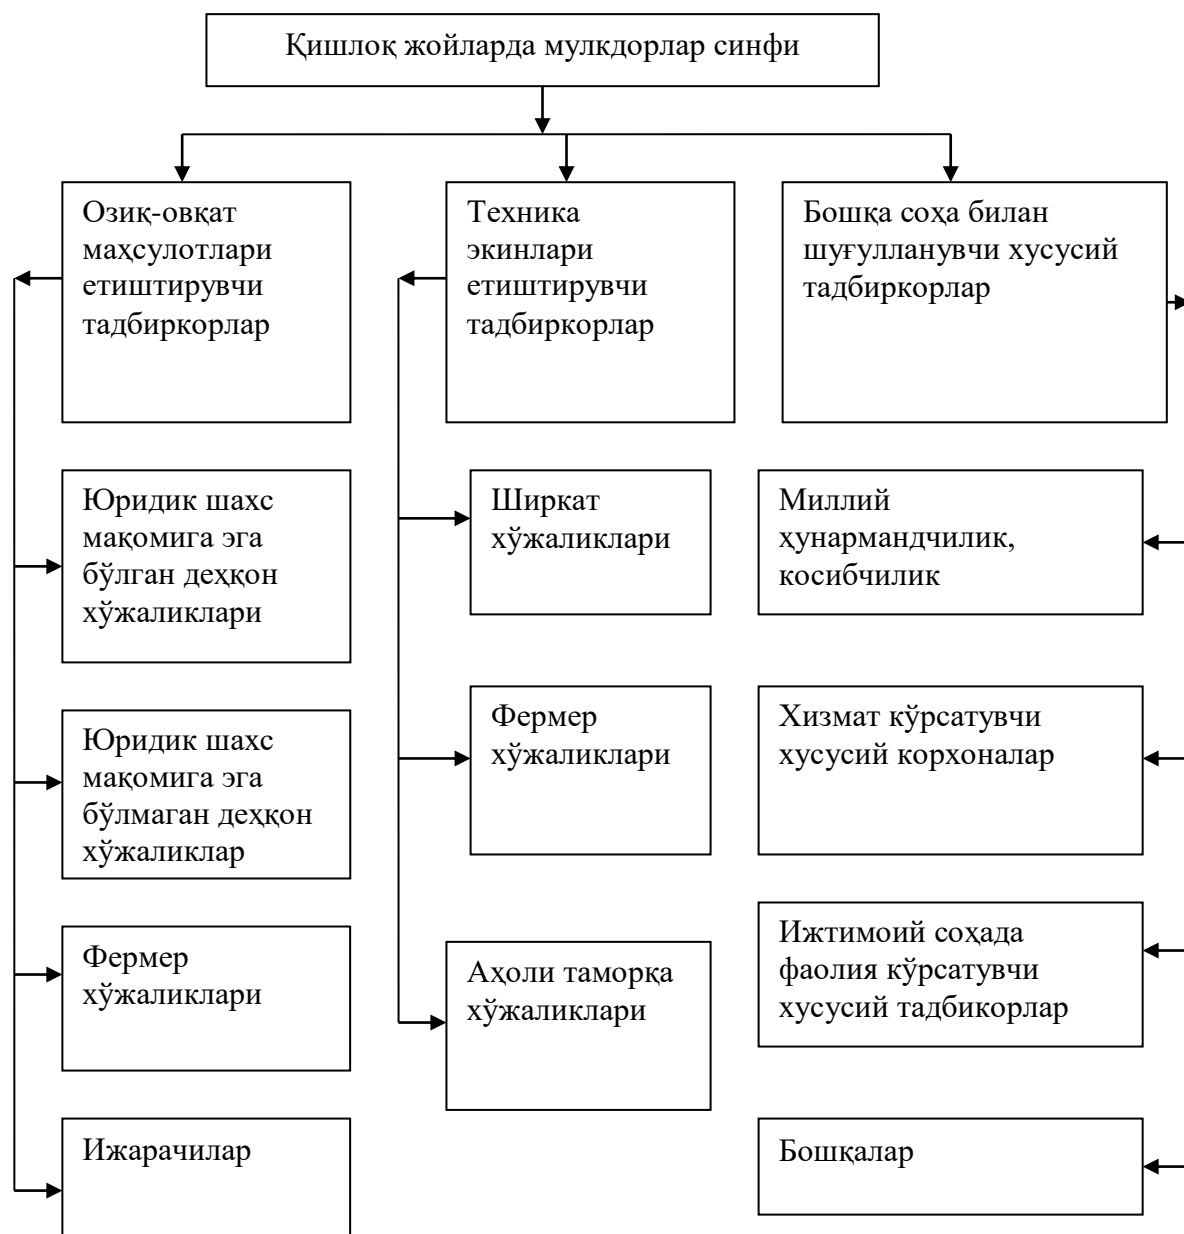 Қишлоқ жойларда мулкдорлар синфи
Озиқ-овқат
маҳсулотлари
етиштирувчи
тадбиркорлар
Техника
экинлари
етиштирувчи
тадбиркорлар
Бошқа соҳа билан
шуғулланувчи хусусий
тадбиркорлар
Юридик шахс
мақомига эга
бўлган деҳқон
хўжаликлари
Ширкат
хўжаликлари
Миллий
ҳунармандчилик,
косибчилик
Юридик шахс
мақомига эга
бўлмаган деҳқон
хўжаликлар
Фермер
хўжаликлари
Хизмат кўрсатувчи
хусусий корхоналар
Фермер
хўжаликлари
Аҳоли таморқа
хўжаликлари
Ижтимоий соҳада
фаолия кўрсатувчи
хусусий тадбикорлар
Ижарачилар
Бошқалар